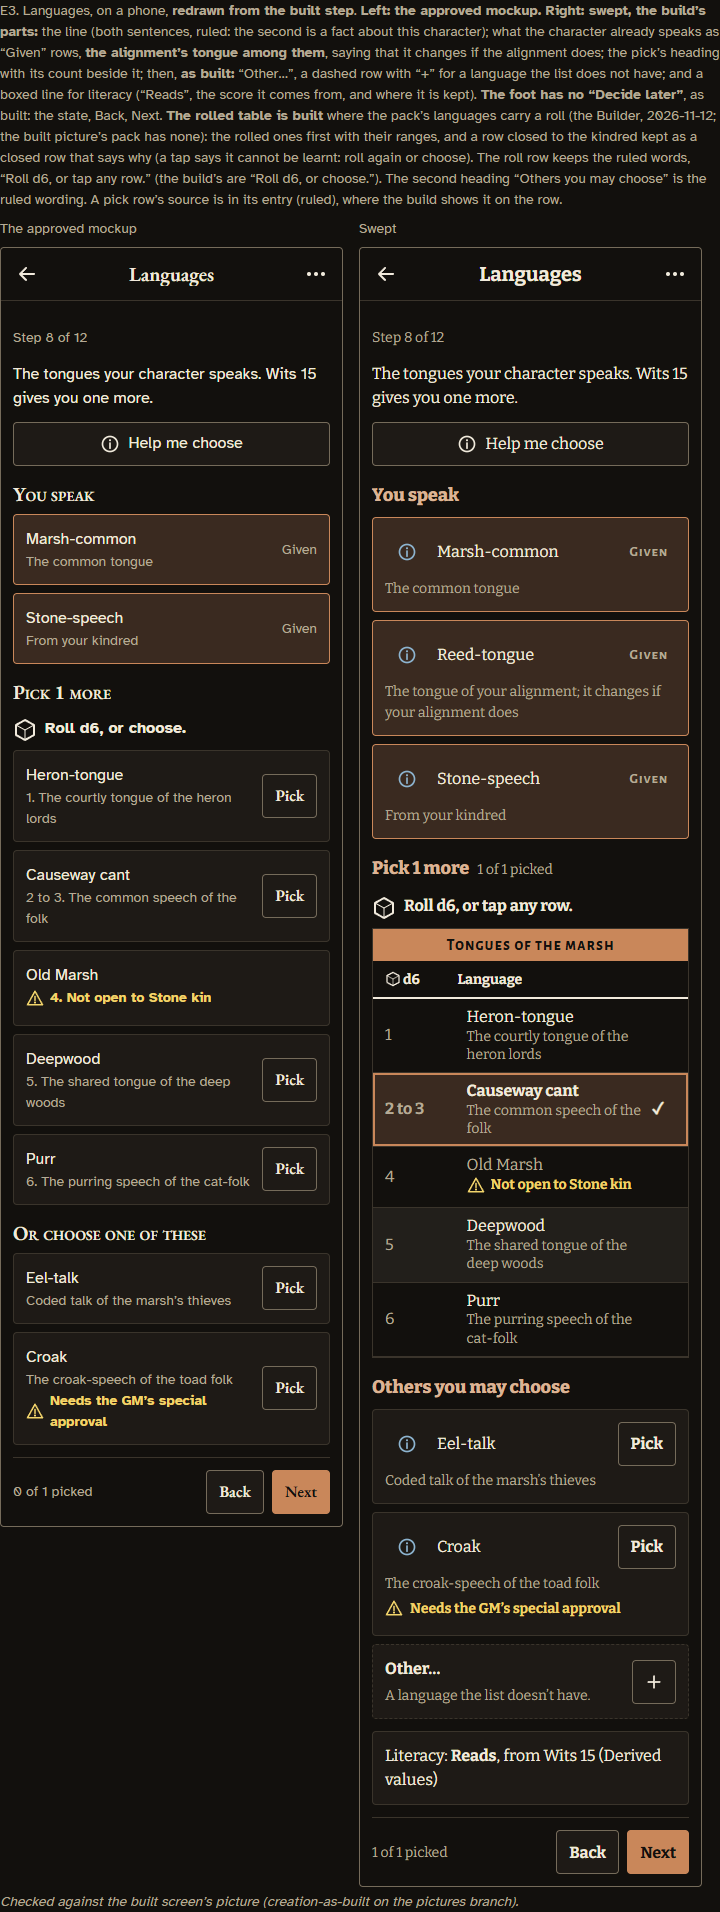 E3. Languages, on a phone, redrawn from the built step. Left: the approved mockup. Right: swept, the build's
parts: the line (both sentences, ruled: the second is a fact about this character); what the character already speaks as
“Given” rows, the alignment's tongue among them, saying that it changes if the alignment does; the pick's heading
with its count beside it; then, as built: “Other…”, a dashed row with “+” for a language the list does not have; and a
boxed line for literacy (“Reads”, the score it comes from, and where it is kept). The foot has no “Decide later”, as
built: the state, Back, Next. The rolled table is built where the pack's languages carry a roll (the Builder, 2026-11-12;
the built picture's pack has none): the rolled ones first with their ranges, and a row closed to the kindred kept as a
closed row that says why (a tap says it cannot be learnt: roll again or choose). The roll row keeps the ruled words,
“Roll d6, or tap any row.” (the build's are “Roll d6, or choose.”). The second heading “Others you may choose” is the
ruled wording. A pick row's source is in its entry (ruled), where the build shows it on the row.
The approved mockup
Languages
Step 8 of 12
The tongues your character speaks. Wits 15
gives you one more.
Help me choose
You speak
Marsh-common
The common tongue
Given
Stone-speech
From your kindred
Given
Pick 1 more
Roll d6, or choose.
Heron-tongue
1. The courtly tongue of the heron
lords
Pick
Causeway cant
2 to 3. The common speech of the
folk
Pick
Old Marsh
4. Not open to Stone kin
Deepwood
5. The shared tongue of the deep
woods
Pick
Purr
6. The purring speech of the cat-folk
Pick
Or choose one of these
Eel-talk
Coded talk of the marsh's thieves
Pick
Croak
The croak-speech of the toad folk
Needs the GM's special
approval
Pick
0 of 1 picked
Back
Next
Swept
Languages
Step 8 of 12
The tongues your character speaks. Wits 15
gives you one more.
Help me choose
You speak
Marsh-common
Given
The common tongue
Reed-tongue
Given
The tongue of your alignment; it changes if
your alignment does
Stone-speech
Given
From your kindred
Pick 1 more 1 of 1 picked
Roll d6, or tap any row.
Tongues of the marsh
d6 Language
1
Heron-tongue
The courtly tongue of the
heron lords
2 to 3
Causeway cant
The common speech of the
folk
4
Old Marsh
Not open to Stone kin
5
Deepwood
The shared tongue of the
deep woods
6
Purr
The purring speech of the
cat-folk
Others you may choose
Eel-talk
Pick
Coded talk of the marsh's thieves
Croak
Pick
The croak-speech of the toad folk
Needs the GM's special approval
Other…
A language the list doesn't have.
+
Literacy: Reads, from Wits 15 (Derived
values)
1 of 1 picked
Back
Next
Checked against the built screen's picture (creation-as-built on the pictures branch).